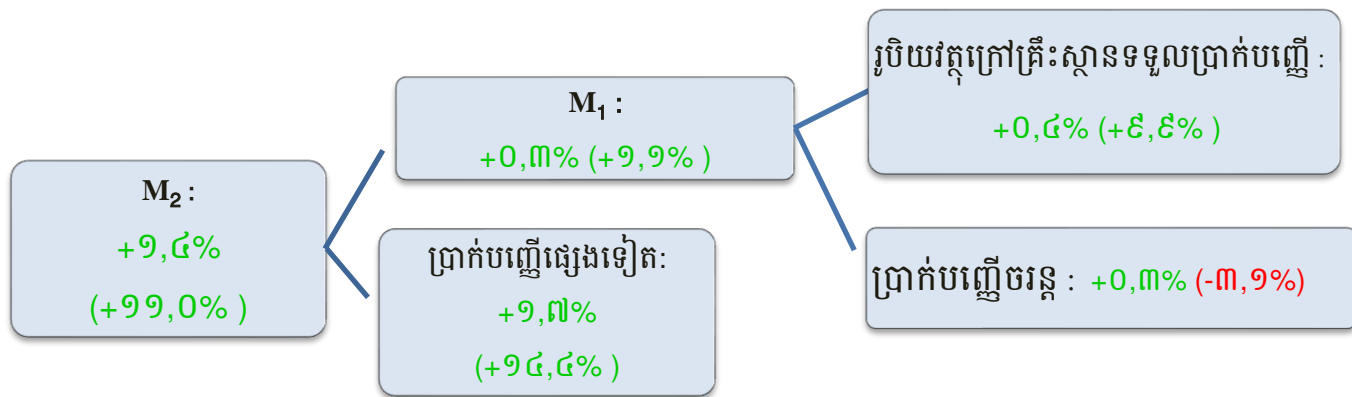 M₂ :
+១,៤%
(+១១,០% )
M₁ :
+០,៣% (+១,១% )
ប្រាក់បញ្ញើផ្សេងទៀត:
+១,៧%
(+១៤,៤% )
រូបិយវត្ថុក្រៅគ្រឹះស្ថានទទួលប្រាក់បញ្ញើ :
+០,៤% (+៩,៩% )
ប្រាក់បញ្ញើចរន្ត : +០,៣% (-៣,១%)